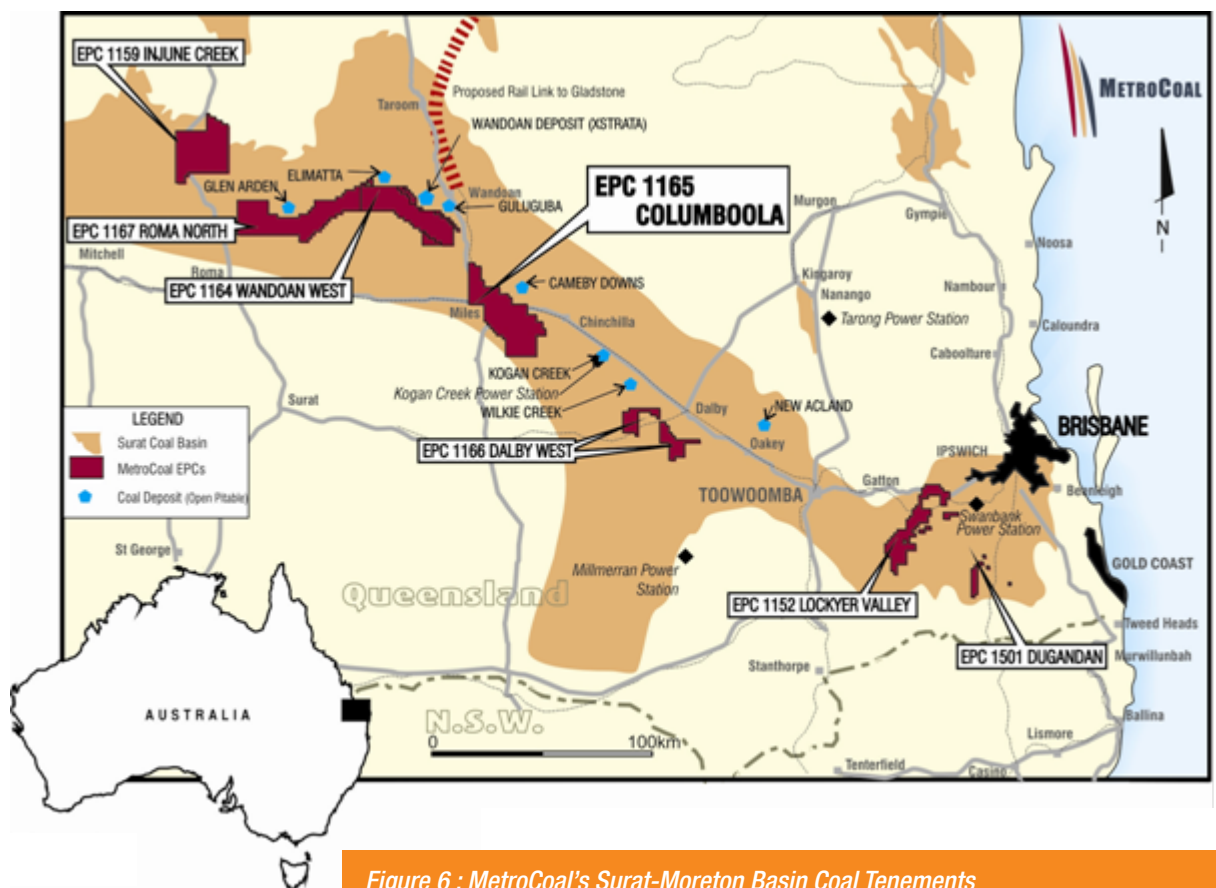 EPC 1159 INJUNE CREEK
METROCOAL
Proposed Rail Link to Gladstone
Taroom
WANDOAN DEPOSIT (XSTRATA)
ELIMATTA
GLEN ARDEN
Wandoan
GULUGUBA
EPC 1165
COLUMBOOLA
Murgon
Gympie
N
EPC 1167 ROMA NORTH
Mitchell
Roma
Noosa
EPC 1164 WANDOAN WEST
CAMEBY DOWNS
Kingaroy
Nanango
Nambour
Miles
Chinchilla
Tarong Power Station
Caloundra
Caboolture
KOGAN CREEK
Kogan Creek Power Station
WILKIE CREEK
Surat
Dalby
NEW ACLAND
Oakey
BRISBANE
LEGEND
Surat Coal Basin
MetroCoal EPCs
Coal Deposit (Open Pitable)
EPC 1166 DALBY WEST
IPSWICH
Gatton
Beenleigh
TOOWOOMBA
Swanbank
Power Station
St George
GOLD COAST
Millmerran Power
Station
Queensland
EPC 1152 LOCKYER VALLEY
Tweed Heads
EPC 1501 DUGANDAN
Murwillunbah
Stanthorpe
AUSTRALIA
N.S.W.
Ballina
0
100km
Lismore
Tenterfield
Casino
Figure 6 : MetroCoal's Surat-Moreton Basin Coal Tenements